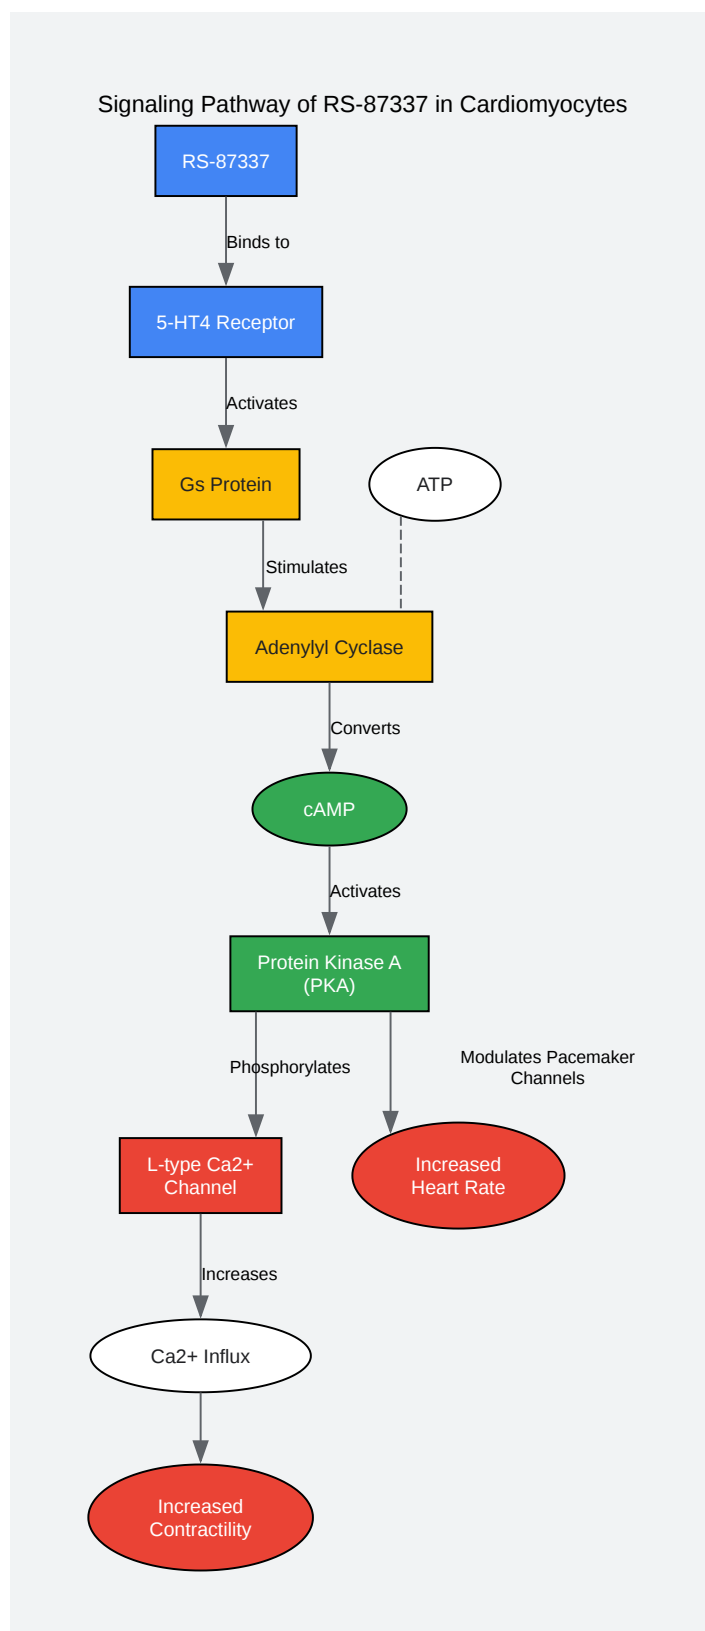 Signaling Pathway of RS-87337 in Cardiomyocytes
RS-87337
Binds to
5-HT4 Receptor
Activates
Gs Protein
ATP
Stimulates
Adenylyl Cyclase
Converts
cAMP
Activates
Protein Kinase A
(PKA)
Phosphorylates
Modulates Pacemaker
Channels
L-type Ca2+
Channel
Increased
Heart Rate
Increases
Ca2+ Influx
Increased
Contractility